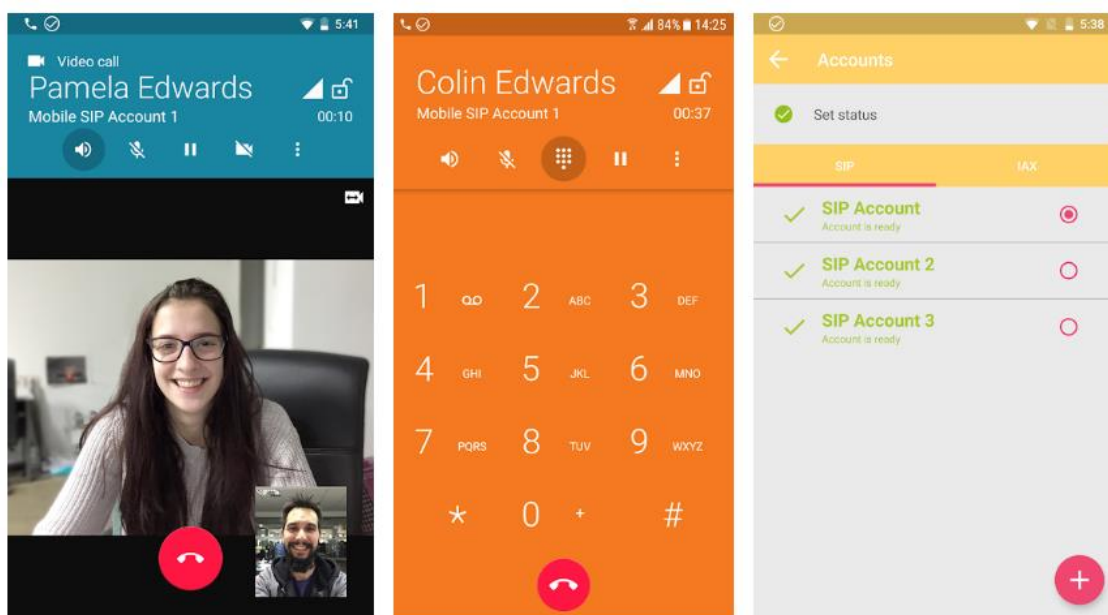 5:41
Video call
Pamela Edwards
Mobile SIP Account 1 00:10
84% 14:25
Colin Edwards
Mobile SIP Account 1 00:37
1 2 ABC 3 DEF
4 GHI 5 JKL 6 MNO
7 PQRS 8 TUV 9 WXYZ
* 0 + #
5:38
Accounts
Set status
SIP IAX
SIP Account
Account is ready
SIP Account 2
Account is ready
SIP Account 3
Account is ready